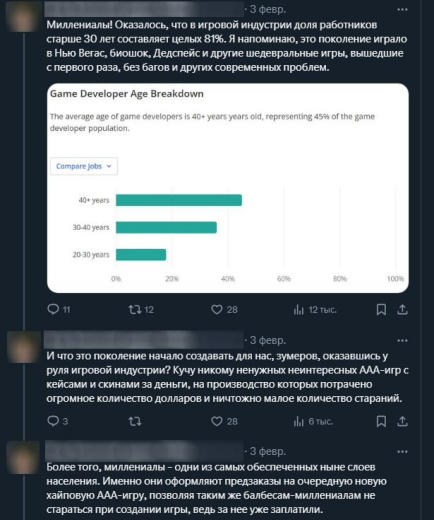 · 3 февр.
Миллениалы! Оказалось, что в игровой индустрии доля работников
старше 30 лет составляет целых 81%. Я напоминаю, это поколение играло
в Нью Вегас, биошок, Дедспейс и другие шедевральные игры, вышедшие
с первого раза, без багов и других современных проблем.
Game Developer Age Breakdown
The average age of game developers is 40+ years years old, representing 45% of the game
developer population.
Compare Jobs
40+ years
30-40 years
20-30 years
0% 20% 40% 60% 80% 100%
11 12 28 12 тыс.
· 3 февр.
И что это поколение начало создавать для нас, зумеров, оказавшись у
руля игровой индустрии? Кучу никому ненужных неинтересных ААА-игр с
кейсами и скинами за деньги, на производство которых потрачено
огромное количество долларов и ничтожно малое количество стараний.
3 28 6 тыс.
· 3 февр.
Более того, миллениалы - одни из самых обеспеченных ныне слоев
населения. Именно они оформляют предзаказы на очередную новую
хайповую ААА-игру, позволяя таким же балбесам-миллениалам не
стараться при создании игры, ведь за нее уже заплатили.